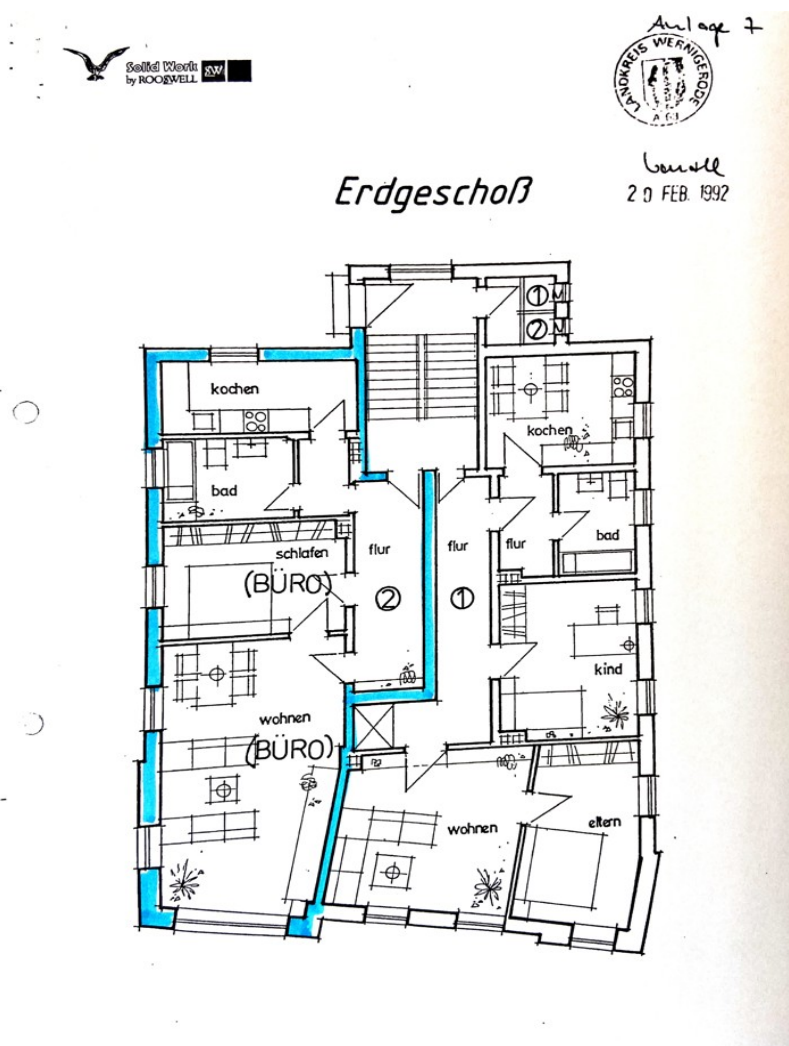 Anlage 7
Solid Work
by ROOSWELL SW
LANDKREIS WERNIGERODE
20 FEB. 1992
Erdgeschoß
1
2
kochen
kochen
bad
bad
flur
flur
flur
schlafen
(BÜRO)
2
1
kind
wohnen
(BÜRO)
wohnen
eltern